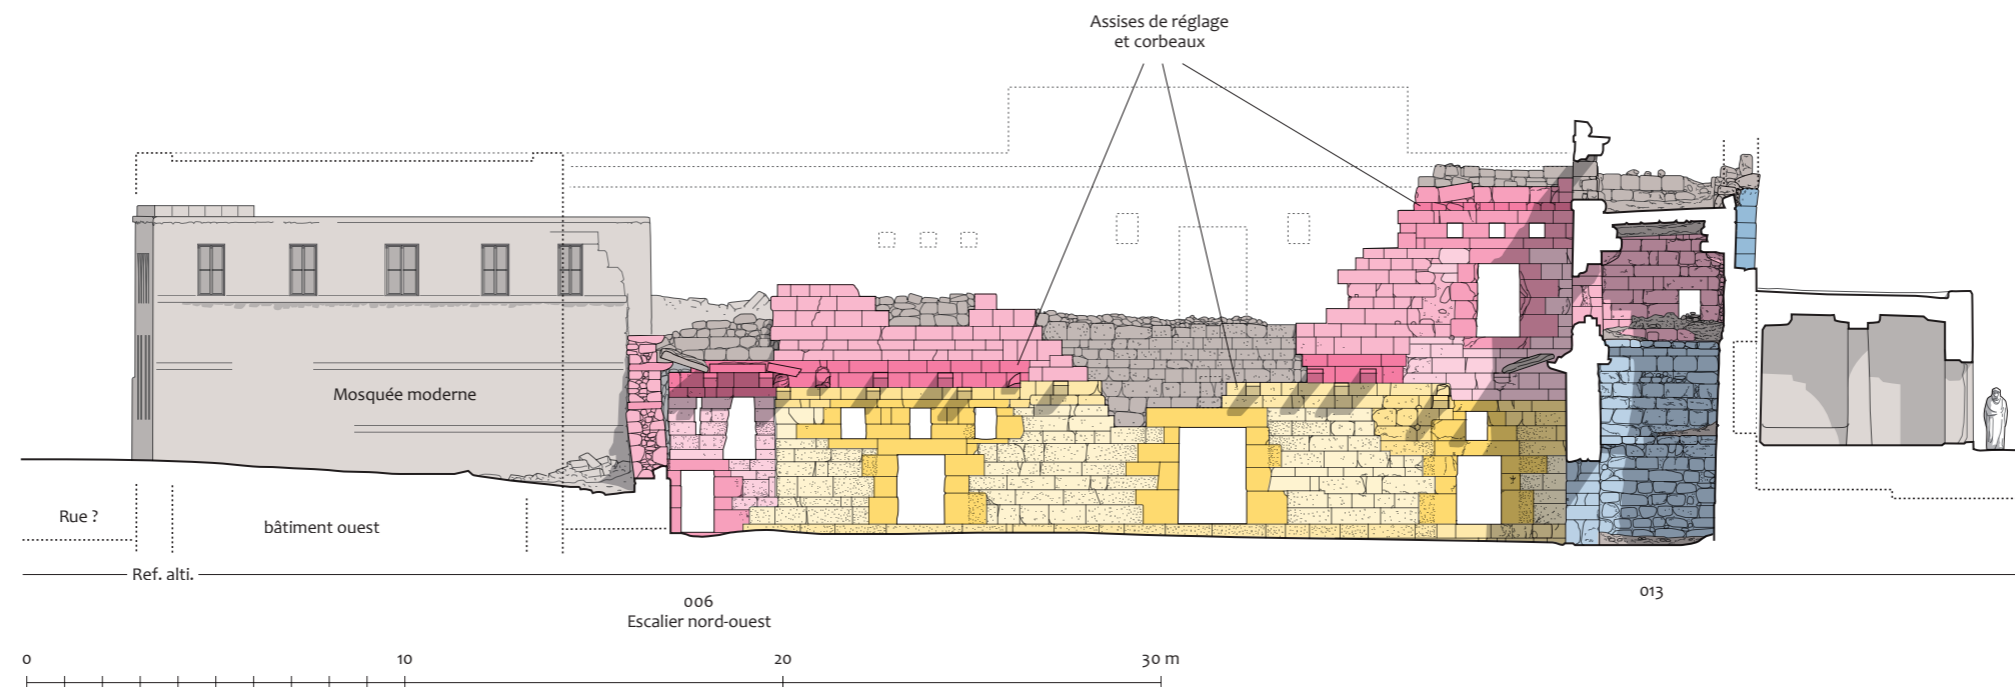 Assises de réglage
et corbeaux
Mosquée moderne
Rue ?
bâtiment ouest
Ref. alti.
006
Escalier nord-ouest
013
0 10 20 30 m